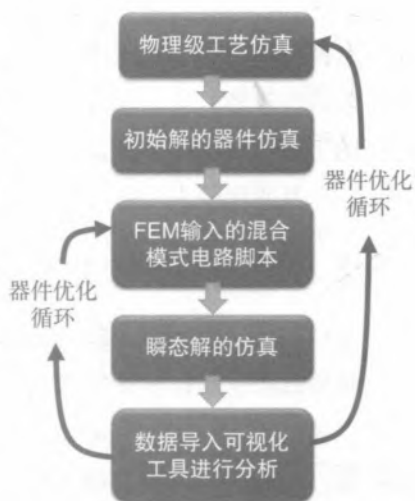 物理级工艺仿真
初始解的器件仿真
FEM输入的混合
模式电路脚本
瞬态解的仿真
数据导入可视化
工具进行分析
器件优化
循环
器件优化
循环